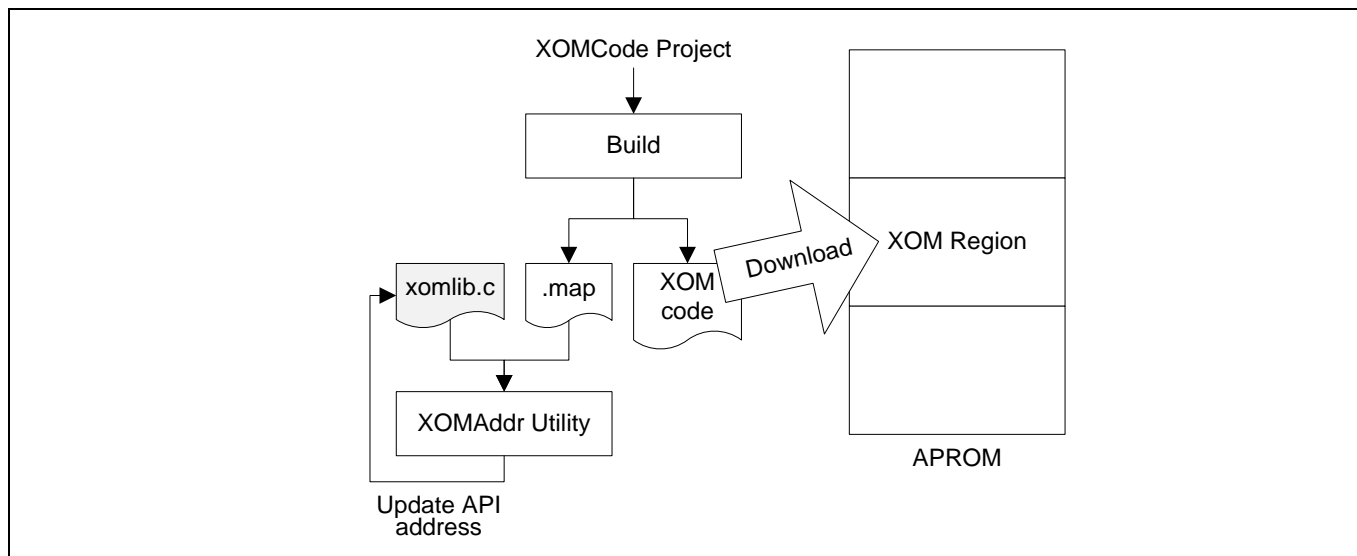 XOMCode Project
Build
XOM Region
Download
xomlib.c
.map
XOM
code
XOMAddr Utility
APROM
Update API
address